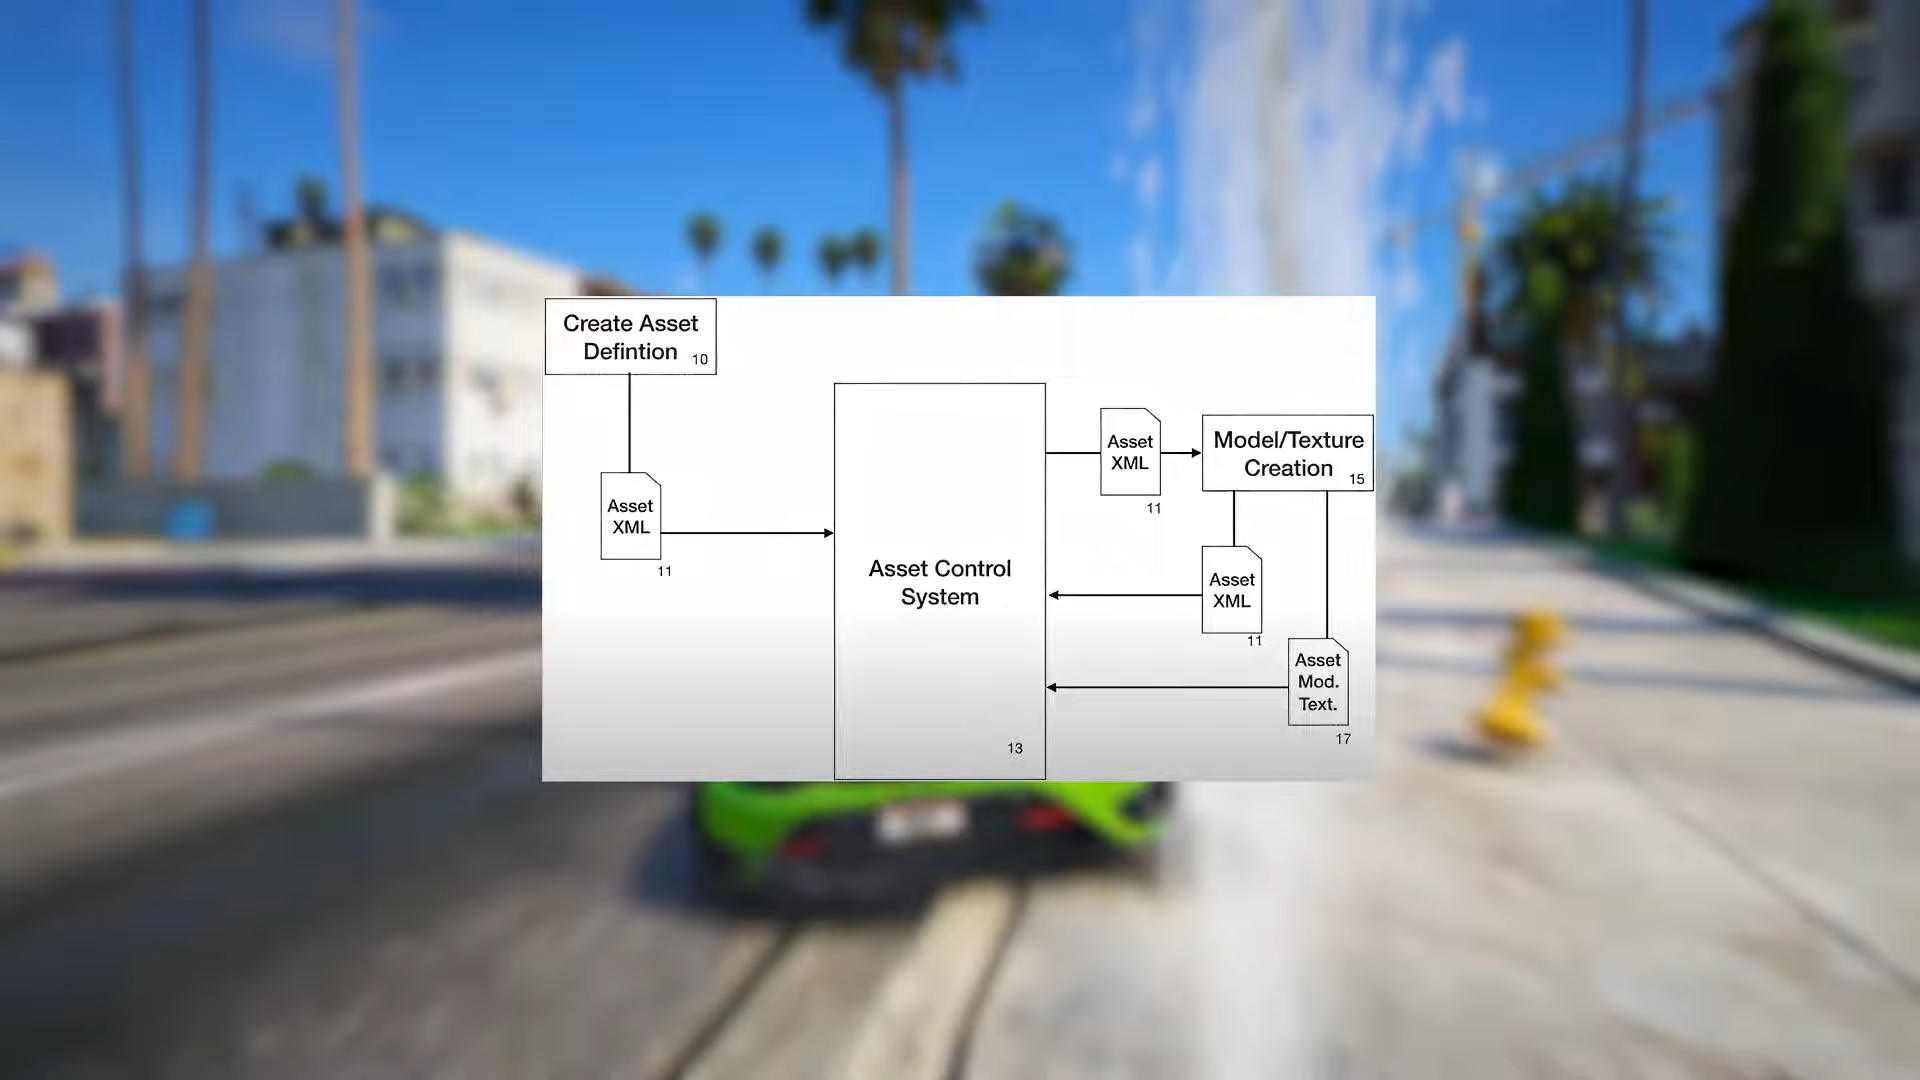 Create Asset
Defintion 10
Asset
XML
11
Asset Control
System
13
Asset
XML
11
Model/Texture
Creation 15
Asset
XML
11
Asset
Mod.
Text.
17